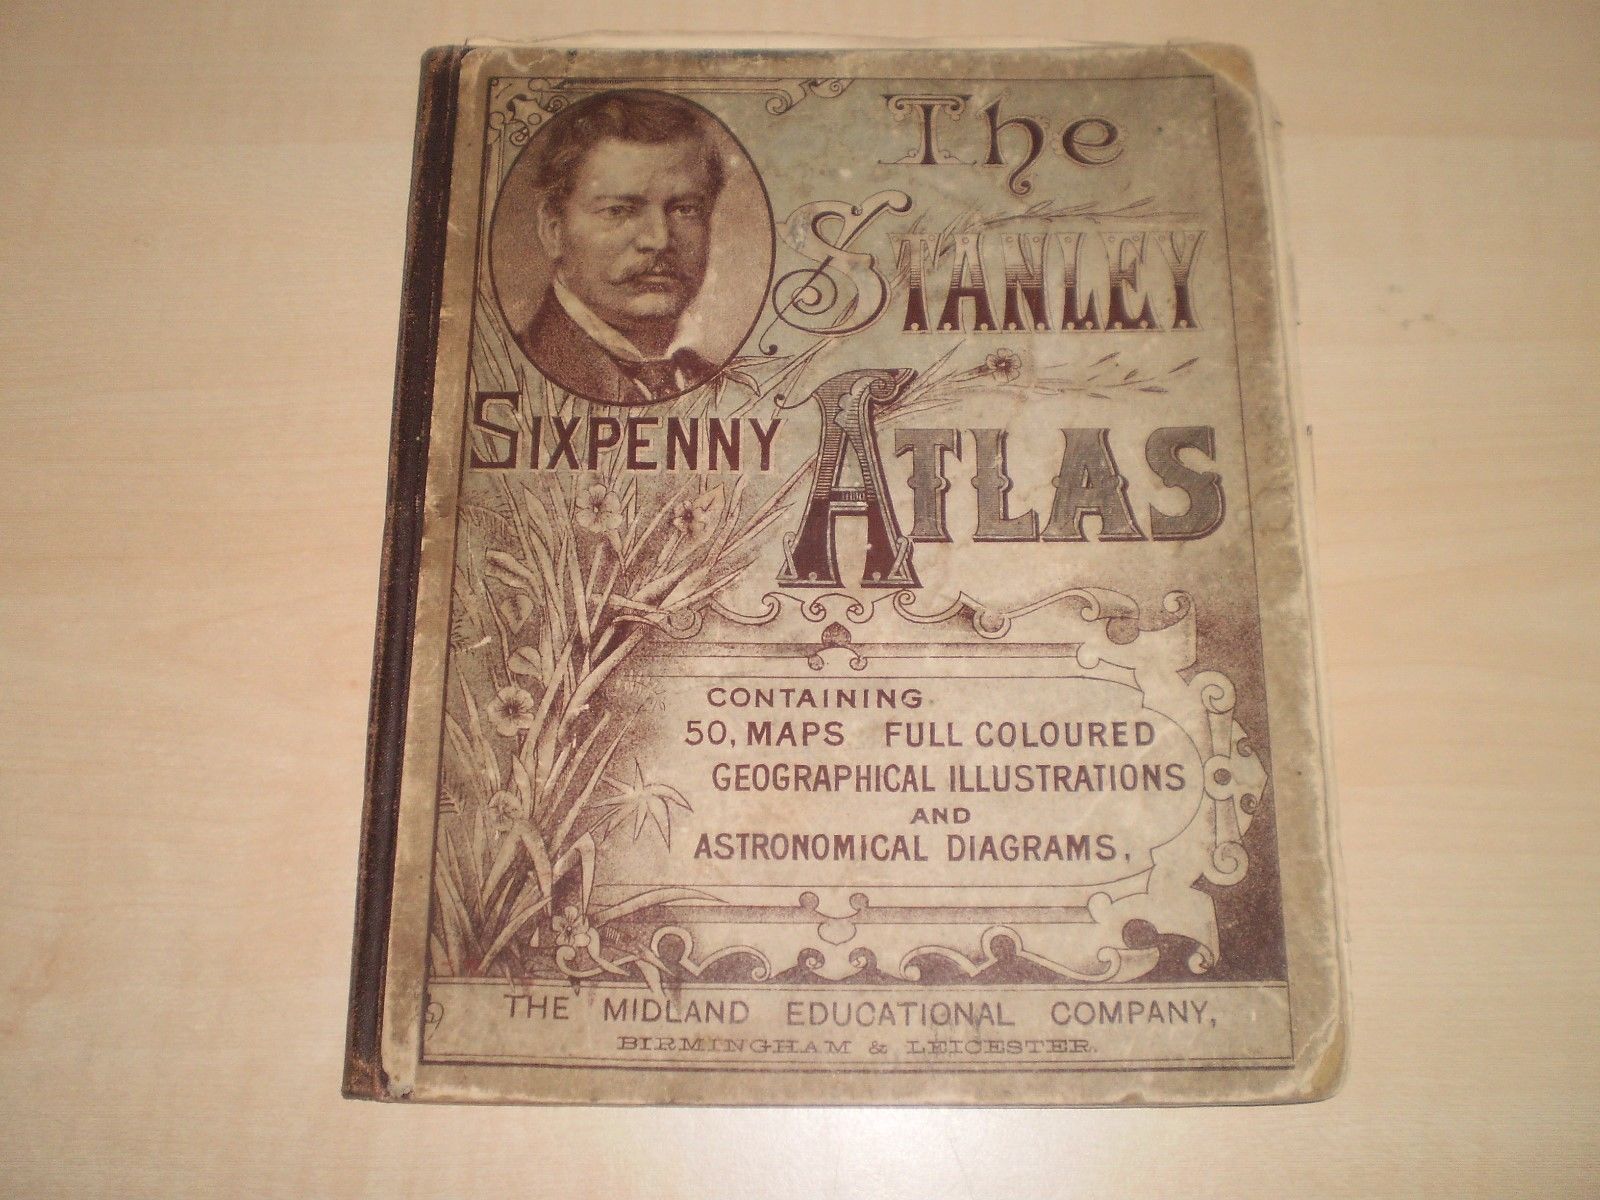 The
STANLEY
SIXPENNY ATLAS
CONTAINING
50, MAPS FULL COLOURED
GEOGRAPHICAL ILLUSTRATIONS
AND
ASTRONOMICAL DIAGRAMS,
THE MIDLAND EDUCATIONAL COMPANY,
BIRMINGHAM & LEICESTER.